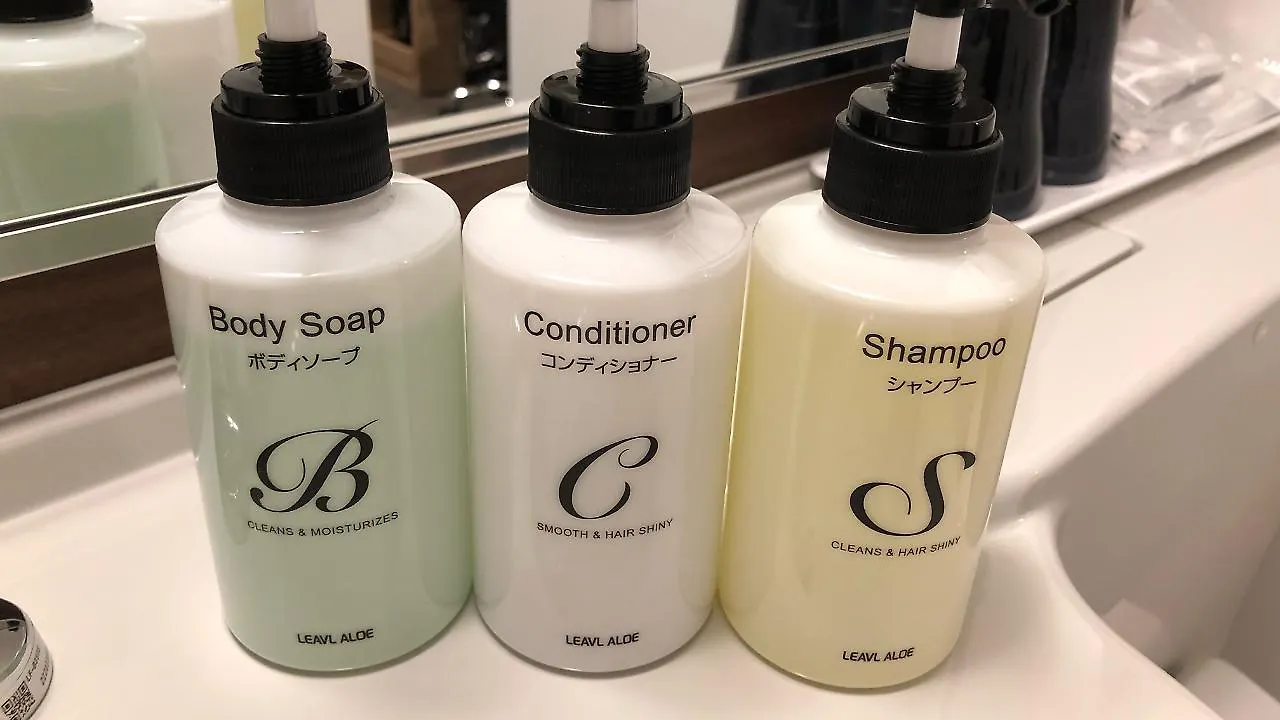 Body Soap
ボディソープ
B
CLEANS & MOISTURIZES
LEAVL ALOE
Conditioner
コンディショナー
C
SMOOTH & HAIR SHINY
LEAVL ALOE
Shampoo
シャンプー
S
CLEANS & HAIR SHINY
LEAVL ALOE